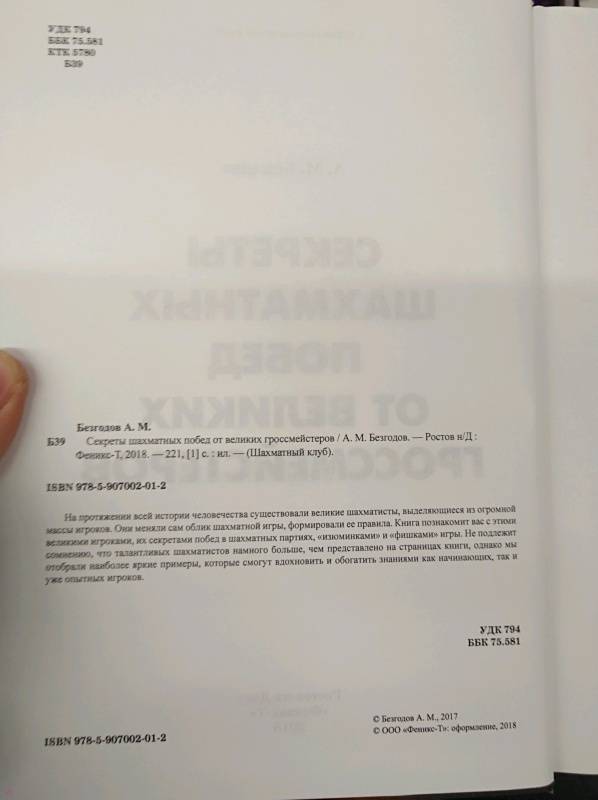 УДК 794
ББК 75.581
КТК 5780
Б39
Безгодов А. М.
Б39 Секреты шахматных побед от великих гроссмейстеров / А. М. Безгодов. — Ростов н/Д :
Феникс-Т, 2018. — 221, [1] с. : ил. — (Шахматный клуб).
ISBN 978-5-907002-01-2
На протяжении всей истории человечества существовали великие шахматисты, выделяющиеся из огромной
массы игроков. Они меняли сам облик шахматной игры, формировали ее правила. Книга познакомит вас с этими
великими игроками, их секретами побед в шахматных партиях, «изюминками» и «фишками» игры. Не подлежит
сомнению, что талантливых шахматистов намного больше, чем представлено на страницах книги, однако мы
отобрали наиболее яркие примеры, которые смогут вдохновить и обогатить знаниями как начинающих, так и
уже опытных игроков.
УДК 794
ББК 75.581
© Безгодов А. М., 2017
© ООО «Феникс-Т»: оформление, 2018
ISBN 978-5-907002-01-2